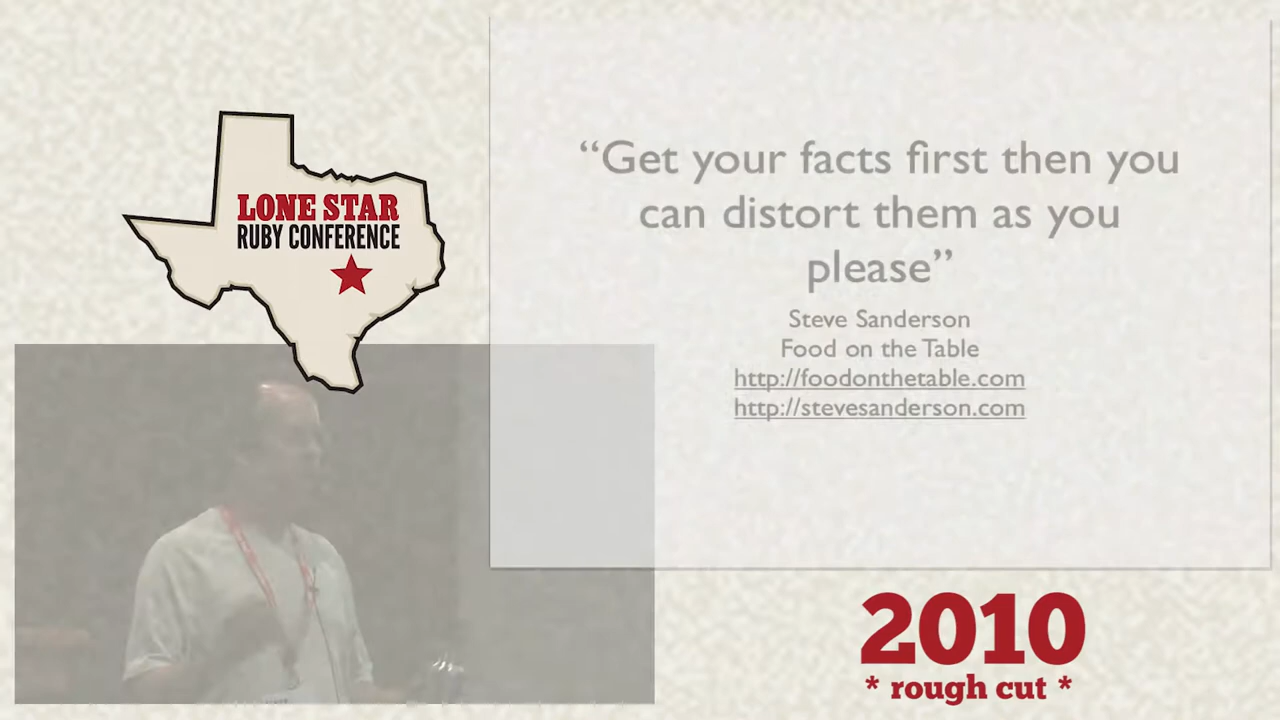 LONE STAR
RUBY CONFERENCE
“Get your facts first then you
can distort them as you
please”
Steve Sanderson
Food on the Table
http://foodonthetable.com
http://stevesanderson.com
2010
* rough cut *